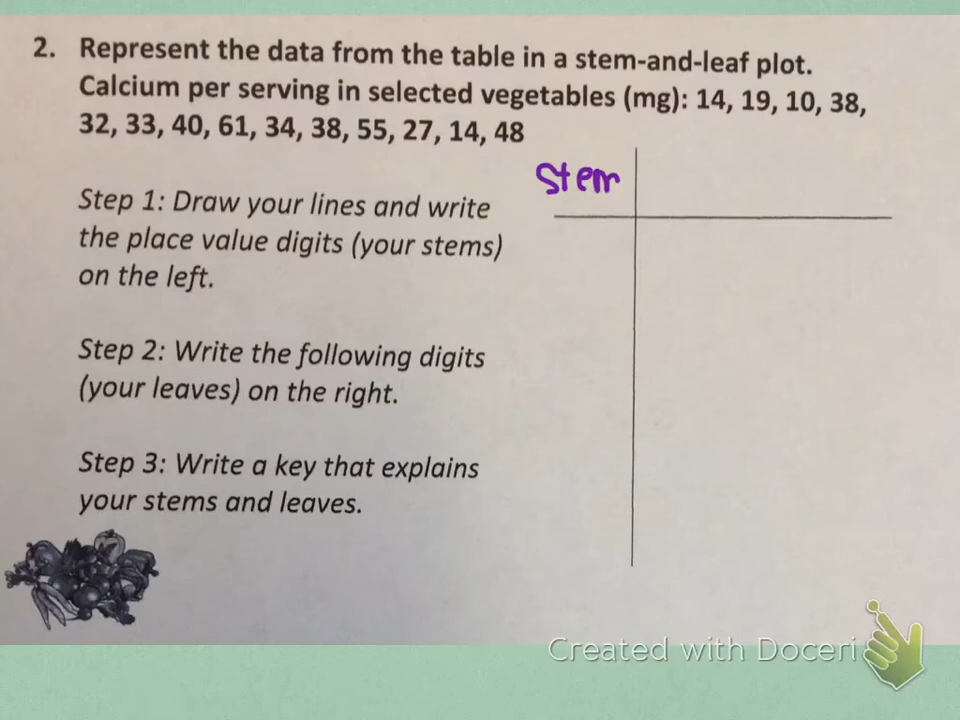 2. Represent the data from the table in a stem-and-leaf plot.
Calcium per serving in selected vegetables (mg): 14, 19, 10, 38,
32, 33, 40, 61, 34, 38, 55, 27, 14, 48
Stem
Step 1: Draw your lines and write
the place value digits (your stems)
on the left.
Step 2: Write the following digits
(your leaves) on the right.
Step 3: Write a key that explains
your stems and leaves.
Created with Doceri